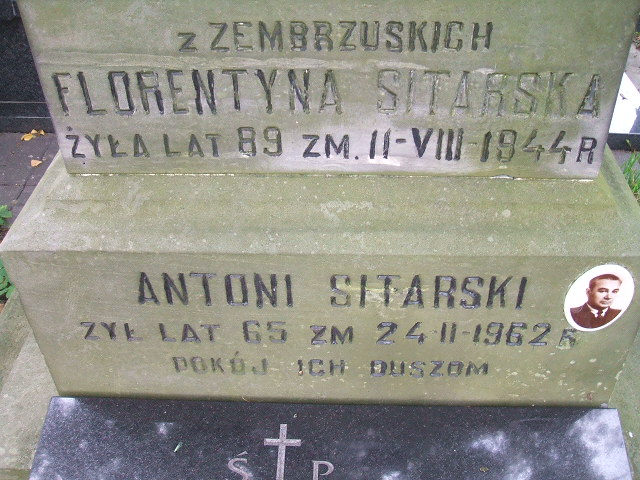 z ZEMBRZUSKICH
FLORENTYNA SITARSKA
ŻYŁA LAT 89 ZM. 11-VIII-1944 R
ANTONI SITARSKI
ŻYŁ LAT 65 ZM 24-II-1962 R
POKÓJ ICH DUSZOM
Ś P